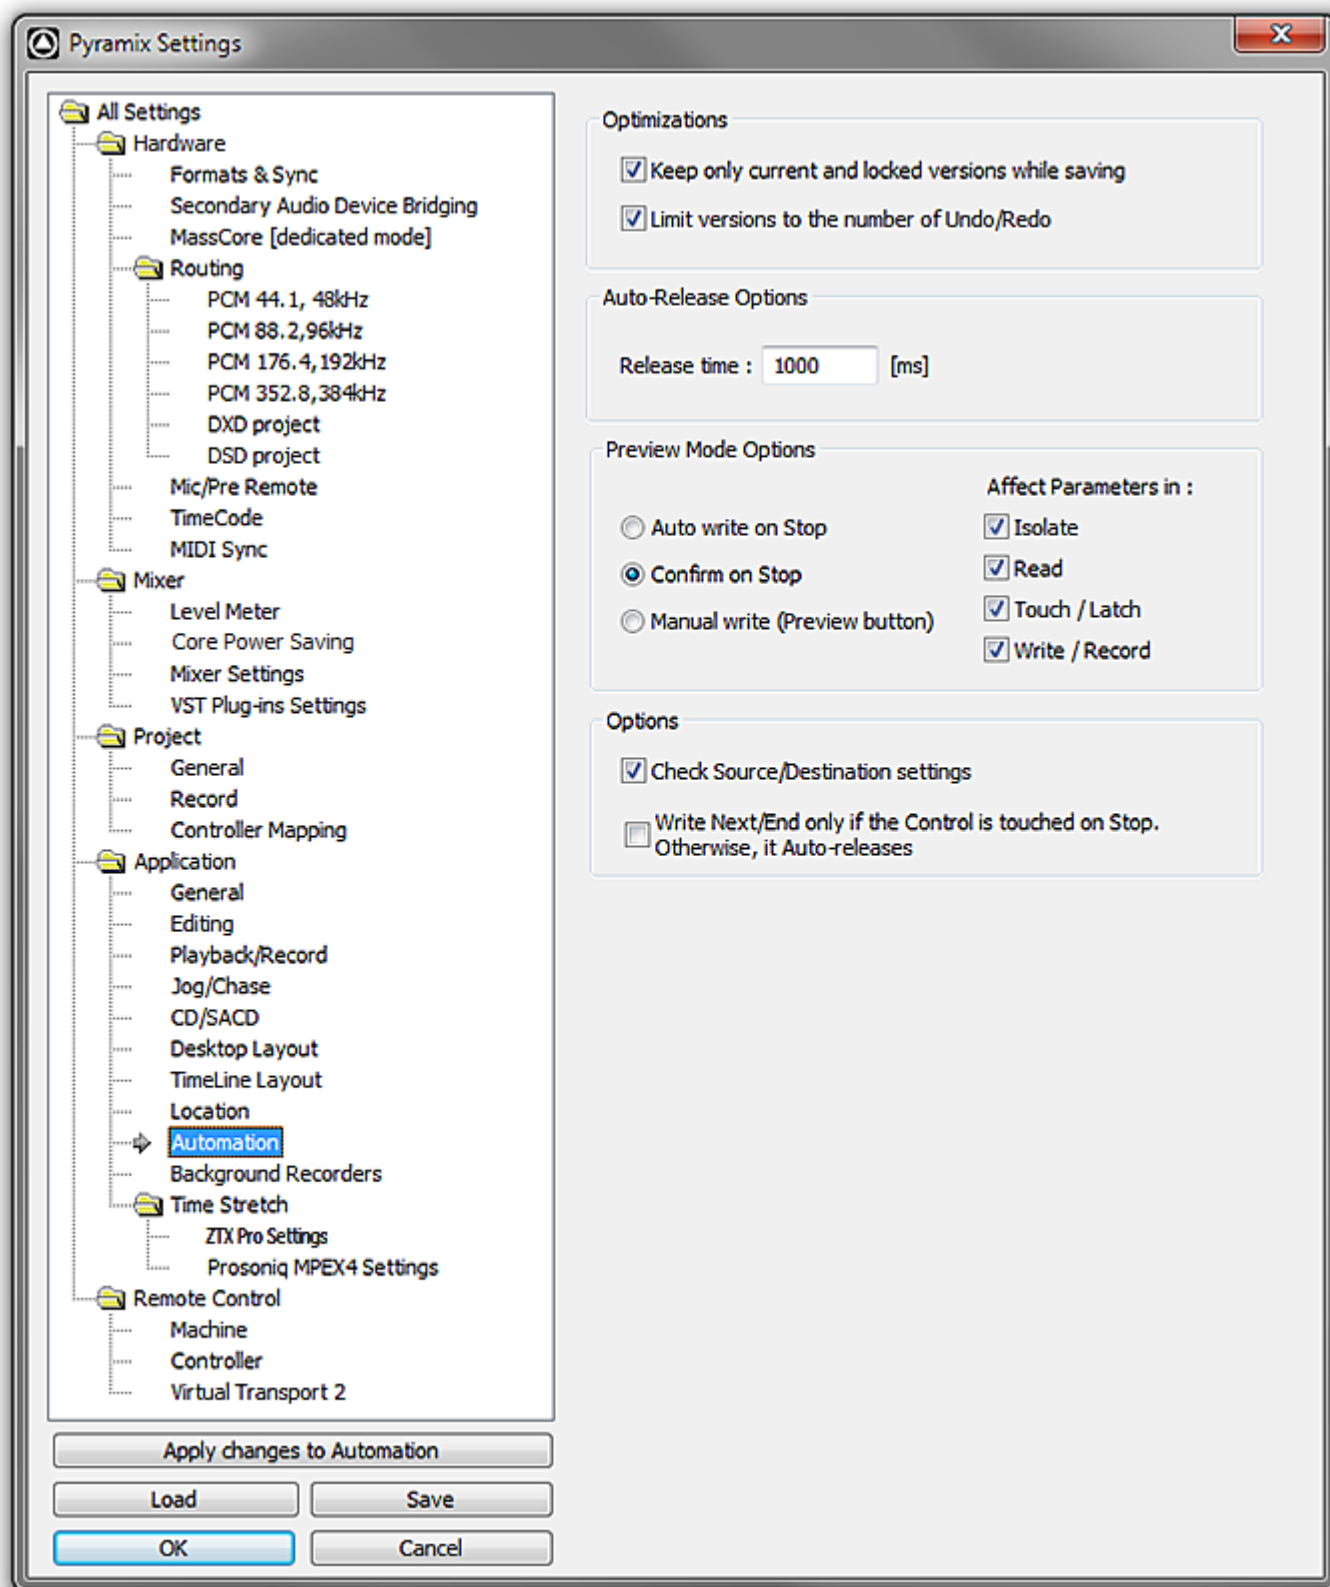 Pyramix Settings
All Settings
Hardware
Formats & Sync
Secondary Audio Device Bridging
MassCore [dedicated mode]
Routing
PCM 44.1, 48kHz
PCM 88.2,96kHz
PCM 176.4,192kHz
PCM 352.8,384kHz
DXD project
DSD project
Mic/Pre Remote
TimeCode
MIDI Sync
Mixer
Level Meter
Core Power Saving
Mixer Settings
VST Plug-ins Settings
Project
General
Record
Controller Mapping
Application
General
Editing
Playback/Record
Jog/Chase
CD/SACD
Desktop Layout
TimeLine Layout
Location
Automation
Background Recorders
Time Stretch
ZTX Pro Settings
Prosoniq MPEX4 Settings
Remote Control
Machine
Controller
Virtual Transport 2
Apply changes to Automation
Load
Save
OK
Cancel
Optimizations
Keep only current and locked versions while saving
Limit versions to the number of Undo/Redo
Auto-Release Options
Release time : 1000 [ms]
Preview Mode Options
Auto write on Stop
Confirm on Stop
Manual write (Preview button)
Affect Parameters in :
Isolate
Read
Touch / Latch
Write / Record
Options
Check Source/Destination settings
Write Next/End only if the Control is touched on Stop.
Otherwise, it Auto-releases